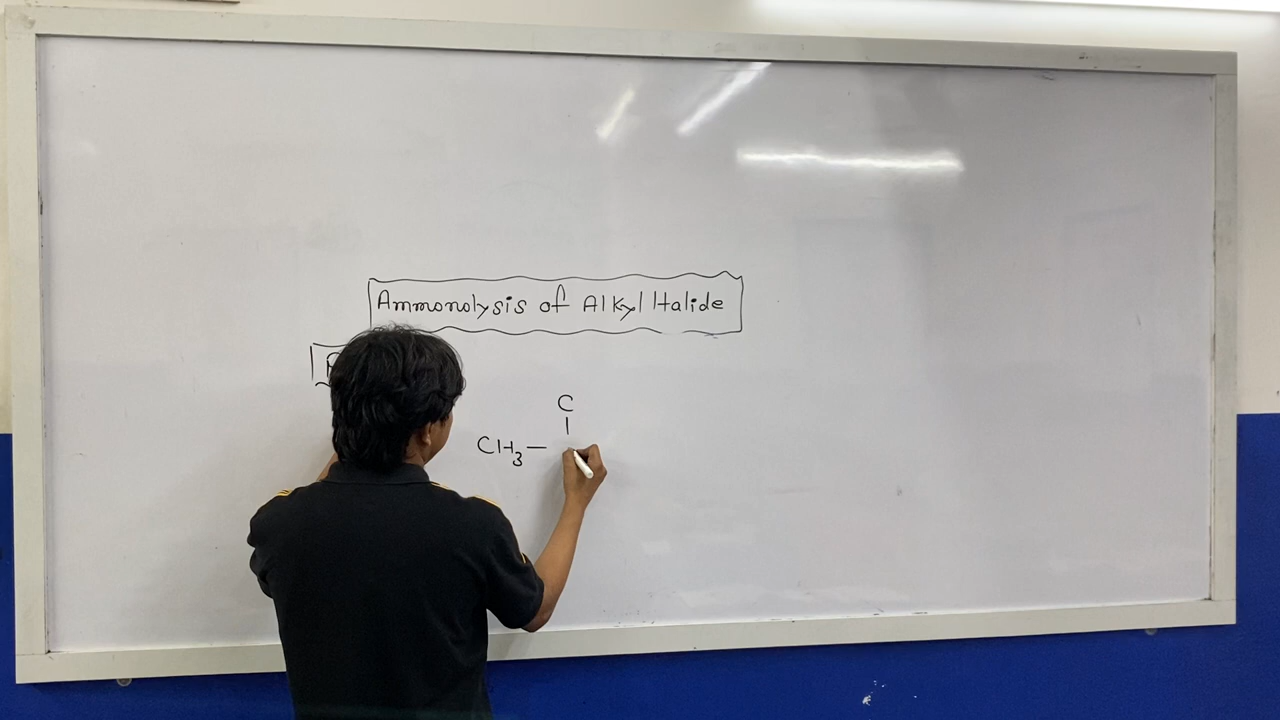 Ammonolysis of Alkyl Halide
C
CH₃ —